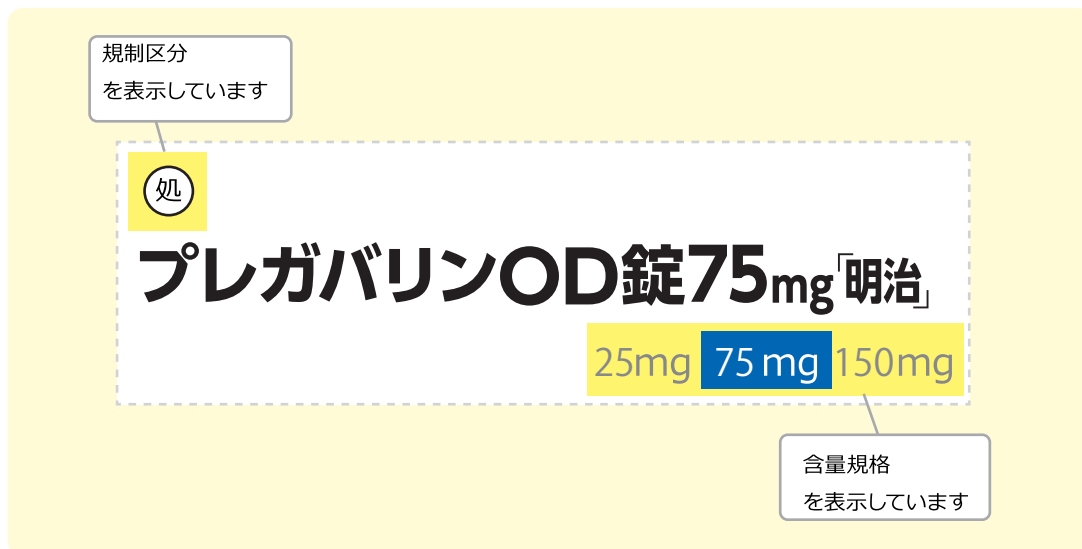 規制区分
を表示しています
処
プレガバリンOD錠75mg「明治」
25mg 75mg 150mg
含量規格
を表示しています